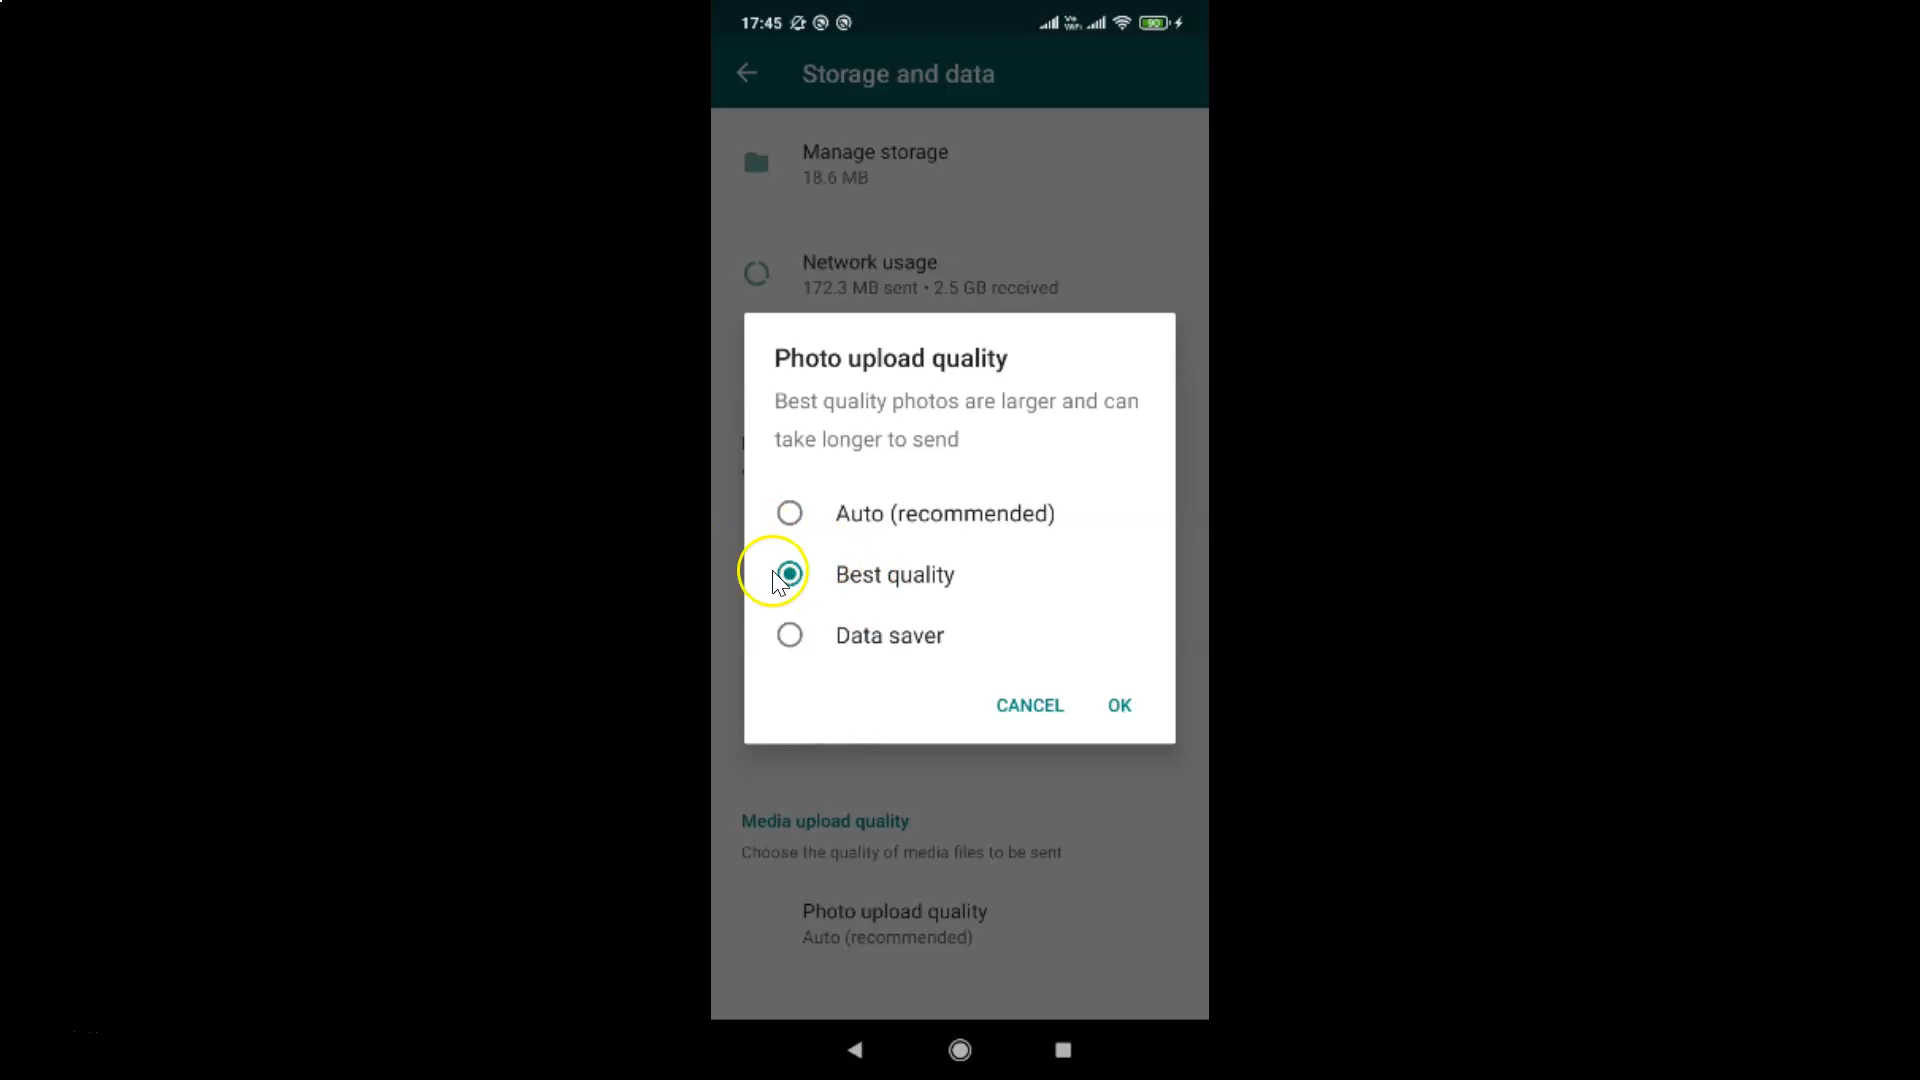 17:45
90
Storage and data
Manage storage
18.6 MB
Network usage
172.3 MB sent • 2.5 GB received
Photo upload quality
Best quality photos are larger and can
take longer to send
Auto (recommended)
Best quality
Data saver
CANCEL OK
Media upload quality
Choose the quality of media files to be sent
Photo upload quality
Auto (recommended)